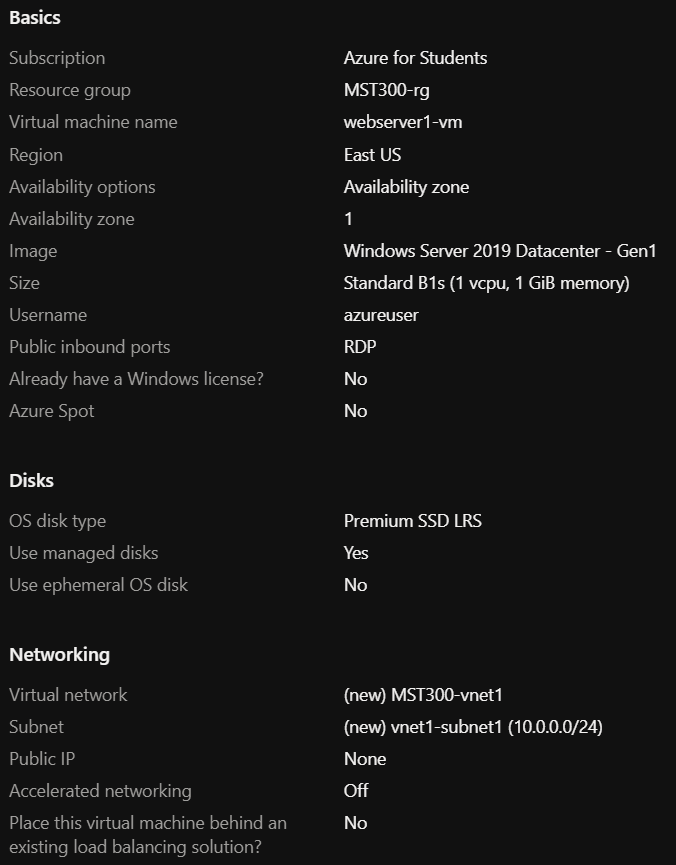 Basics
Subscription Azure for Students
Resource group MST300-rg
Virtual machine name webserver1-vm
Region East US
Availability options Availability zone
Availability zone 1
Image Windows Server 2019 Datacenter - Gen1
Size Standard B1s (1 vcpu, 1 GiB memory)
Username azureuser
Public inbound ports RDP
Already have a Windows license? No
Azure Spot No
Disks
OS disk type Premium SSD LRS
Use managed disks Yes
Use ephemeral OS disk No
Networking
Virtual network (new) MST300-vnet1
Subnet (new) vnet1-subnet1 (10.0.0.0/24)
Public IP None
Accelerated networking Off
Place this virtual machine behind an No
existing load balancing solution?